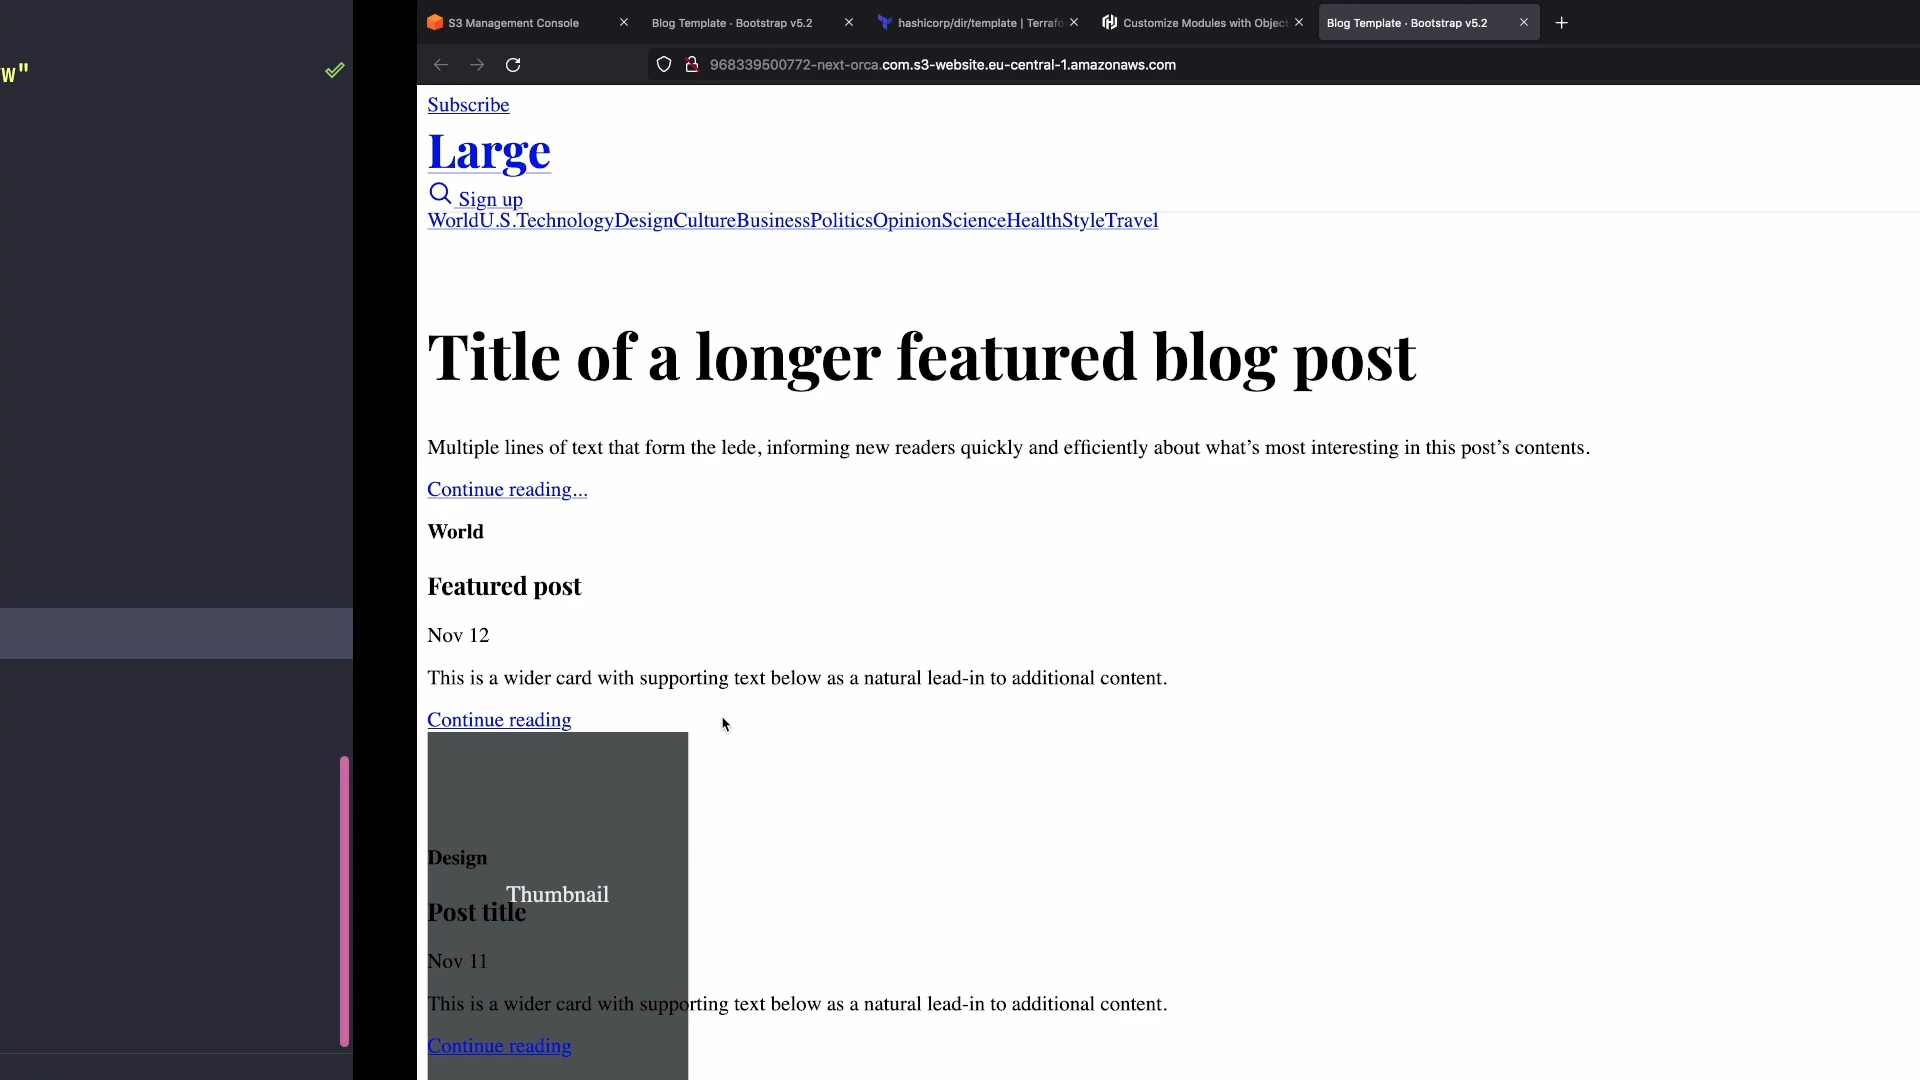 w"
S3 Management Console
Blog Template · Bootstrap v5.2
hashicorp/dir/template | Terrafo
Customize Modules with Object
Blog Template · Bootstrap v5.2
968339500772-next-orca.com.s3-website.eu-central-1.amazonaws.com
Subscribe
Large
Sign up
WorldU.S.TechnologyDesignCultureBusinessPoliticsOpinionScienceHealthStyleTravel
Title of a longer featured blog post
Multiple lines of text that form the lede, informing new readers quickly and efficiently about what’s most interesting in this post’s contents.
Continue reading...
World
Featured post
Nov 12
This is a wider card with supporting text below as a natural lead-in to additional content.
Continue reading
Design
Thumbnail
Post title
Nov 11
This is a wider card with supporting text below as a natural lead-in to additional content.
Continue reading